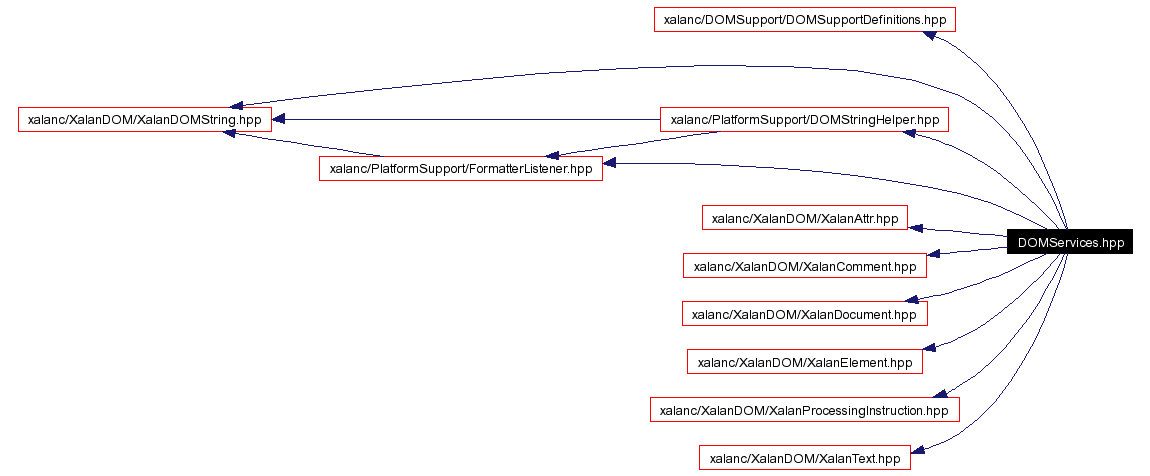 xalanc/DOMSupport/DOMSupportDefinitions.hpp
xalanc/XalanDOM/XalanDOMString.hpp
xalanc/PlatformSupport/DOMStringHelper.hpp
xalanc/PlatformSupport/FormatterListener.hpp
xalanc/XalanDOM/XalanAttr.hpp
DOMServices.hpp
xalanc/XalanDOM/XalanComment.hpp
xalanc/XalanDOM/XalanDocument.hpp
xalanc/XalanDOM/XalanElement.hpp
xalanc/XalanDOM/XalanProcessingInstruction.hpp
xalanc/XalanDOM/XalanText.hpp